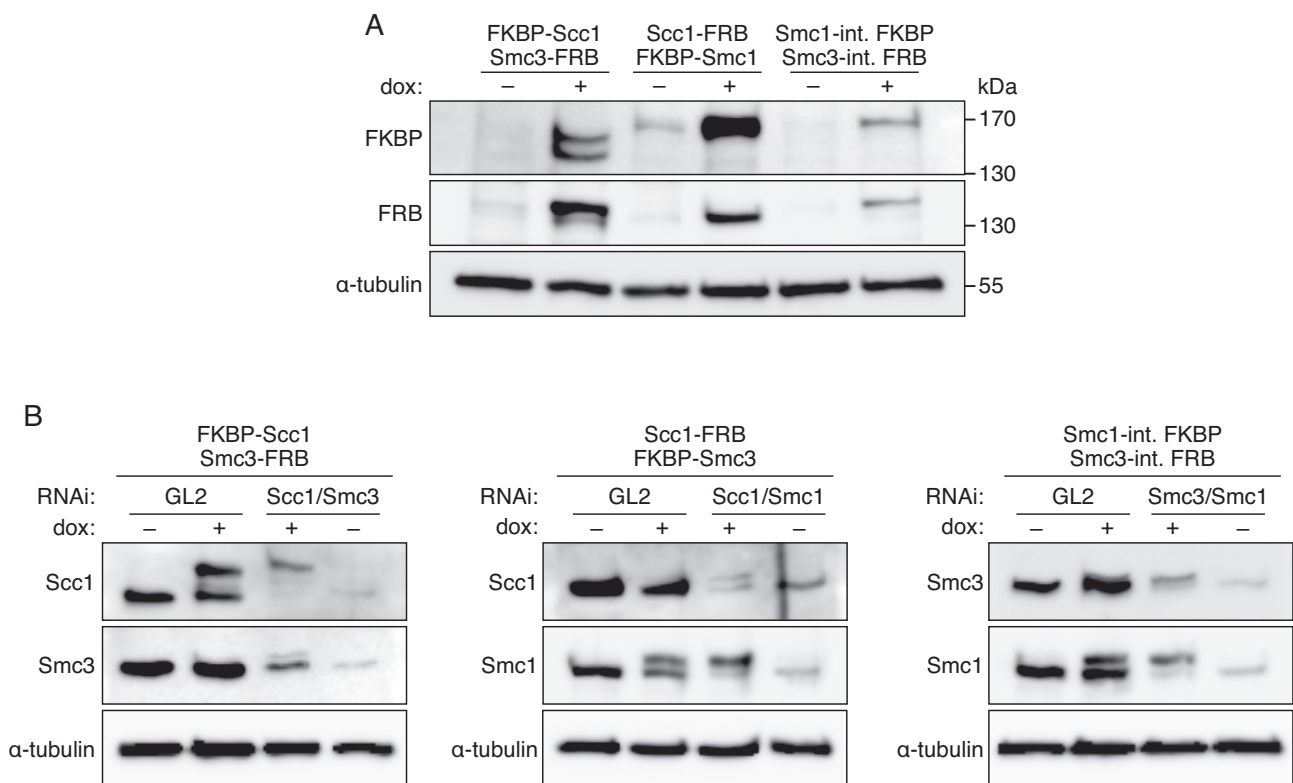 A
FKBP-Scc1 Scc1-FRB Smc1-int. FKBP
Smc3-FRB FKBP-Smc1 Smc3-int. FRB
dox: – + – + – + kDa
FKBP 170
130
FRB 130
α-tubulin 55
B
FKBP-Scc1
Smc3-FRB
RNAi: GL2 Scc1/Smc3
dox: – + + –
Scc1
Smc3
α-tubulin
Scc1-FRB
FKBP-Smc3
RNAi: GL2 Scc1/Smc1
dox: – + + –
Scc1
Smc1
α-tubulin
Smc1-int. FKBP
Smc3-int. FRB
RNAi: GL2 Smc3/Smc1
dox: – + + –
Smc3
Smc1
α-tubulin